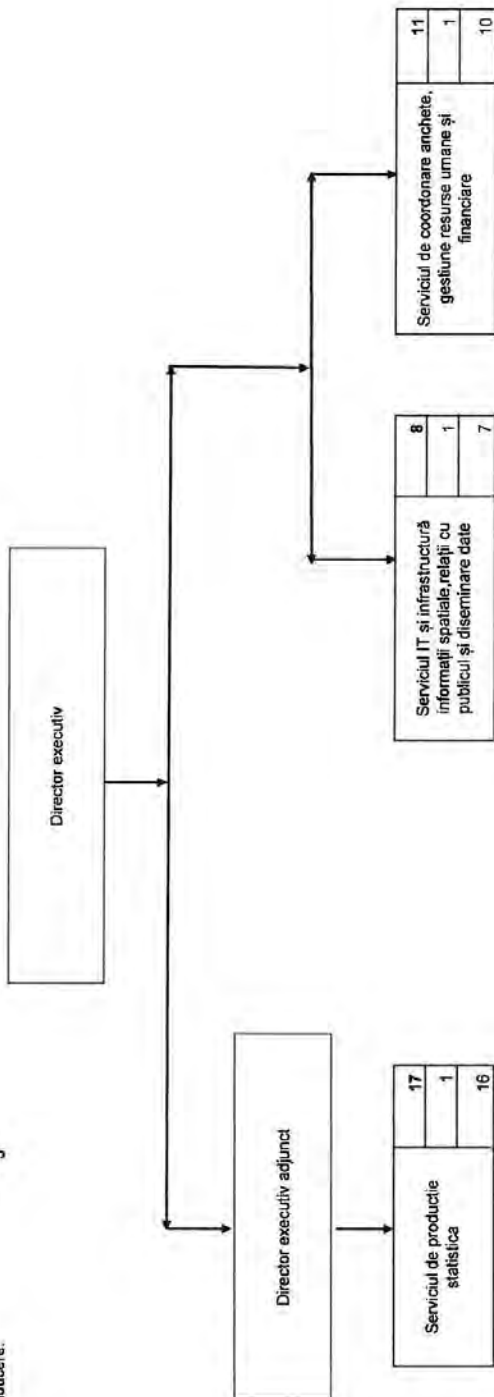 ducere:
Director executiv
Director executiv adjunct
Serviciul de productie
statistica
17
1
16
Serviciul IT și infrastructură
informații spatiale,relații cu
publicul și diseminare date
8
1
7
Serviciul de coordonare anchete,
gestiune resurse umane și
financiare
11
1
10